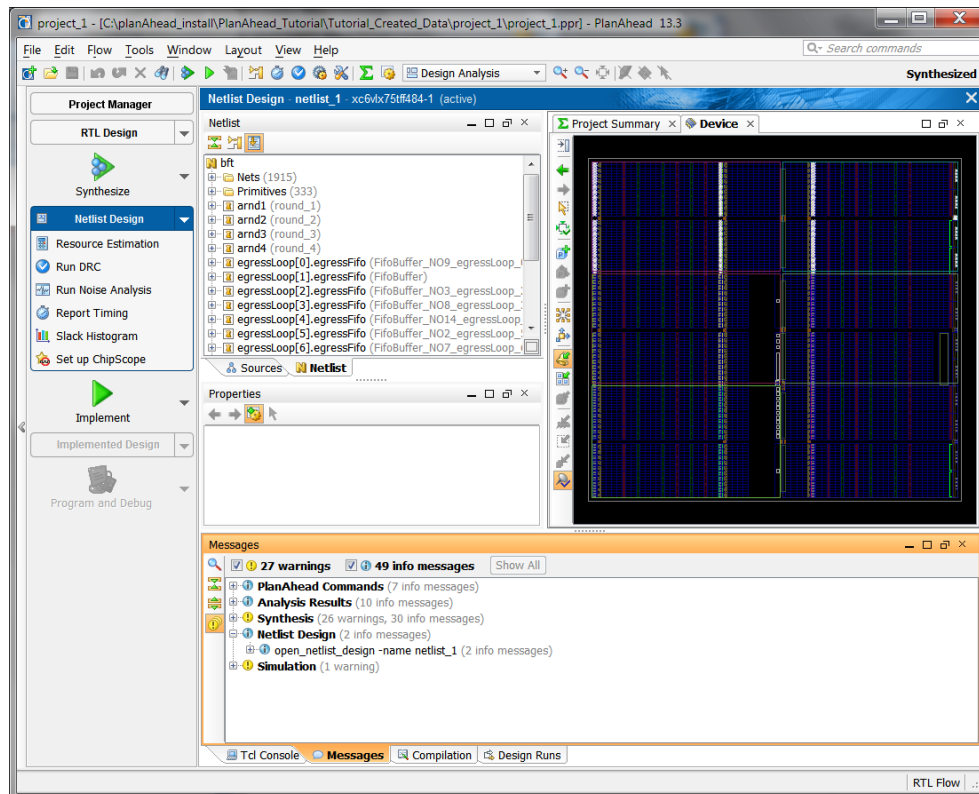 project_1 - [C:\planAhead_install\PlanAhead_Tutorial\Tutorial_Created_Data\project_1\project_1.ppr] - PlanAhead 13.3
File Edit Flow Tools Window Layout View Help
Search commands
Design Analysis
Synthesized
Project Manager
RTL Design
Synthesize
Netlist Design
Resource Estimation
Run DRC
Run Noise Analysis
Report Timing
Slack Histogram
Set up ChipScope
Implement
Implemented Design
Program and Debug
Netlist Design - netlist_1 - xc6vlx75tff484-1 (active)
Netlist
bft
Nets (1915)
Primitives (333)
arnd1 (round_1)
arnd2 (round_2)
arnd3 (round_3)
arnd4 (round_4)
egressLoop[0].egressFifo (FifoBuffer_NO9_egressLoop_
egressLoop[1].egressFifo (FifoBuffer)
egressLoop[2].egressFifo (FifoBuffer_NO3_egressLoop_
egressLoop[3].egressFifo (FifoBuffer_NO8_egressLoop_
egressLoop[4].egressFifo (FifoBuffer_NO14_egressLoop_
egressLoop[5].egressFifo (FifoBuffer_NO2_egressLoop_
egressLoop[6].egressFifo (FifoBuffer_NO7_egressLoop_
Sources Netlist
Properties
Project Summary Device
Messages
27 warnings 49 info messages Show All
PlanAhead Commands (7 info messages)
Analysis Results (10 info messages)
Synthesis (26 warnings, 30 info messages)
Netlist Design (2 info messages)
open_netlist_design -name netlist_1 (2 info messages)
Simulation (1 warning)
Tcl Console Messages Compilation Design Runs
RTL Flow